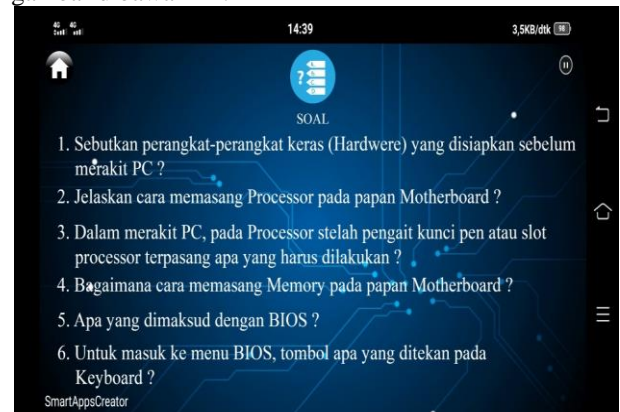 14:39
3,5KB/dtk
98
SOAL
1. Sebutkan perangkat-perangkat keras (Hardwere) yang disiapkan sebelum
merakit PC ?
2. Jelaskan cara memasang Processor pada papan Motherboard ?
3. Dalam merakit PC, pada Processor stelah pengait kunci pen atau slot
processor terpasang apa yang harus dilakukan ?
4. Bagaimana cara memasang Memory pada papan Motherboard ?
5. Apa yang dimaksud dengan BIOS ?
6. Untuk masuk ke menu BIOS, tombol apa yang ditekan pada
Keyboard ?
SmartAppsCreator